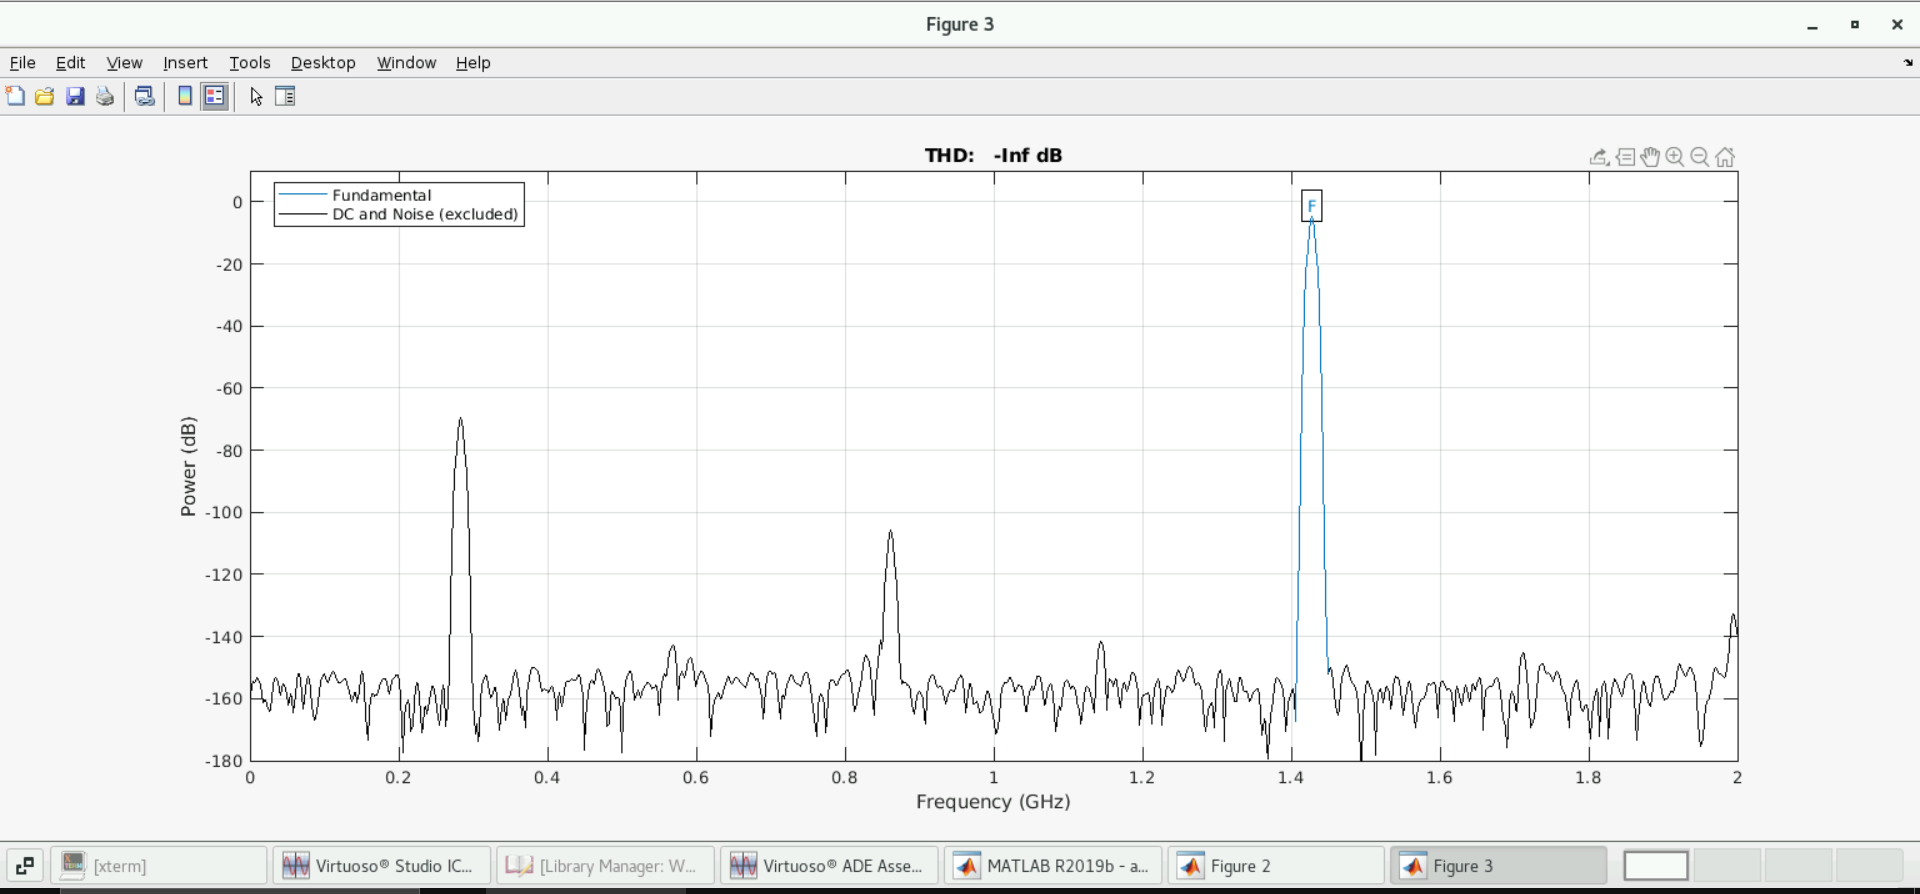 Figure 3
File Edit View Insert Tools Desktop Window Help
THD: -Inf dB
Fundamental
DC and Noise (excluded)
F
0
-20
-40
-60
-80
-100
-120
-140
-160
-180
Power (dB)
0 0.2 0.4 0.6 0.8 1 1.2 1.4 1.6 1.8 2
Frequency (GHz)
[xterm] Virtuoso® Studio IC... [Library Manager: W... Virtuoso® ADE Asse... MATLAB R2019b - a... Figure 2 Figure 3